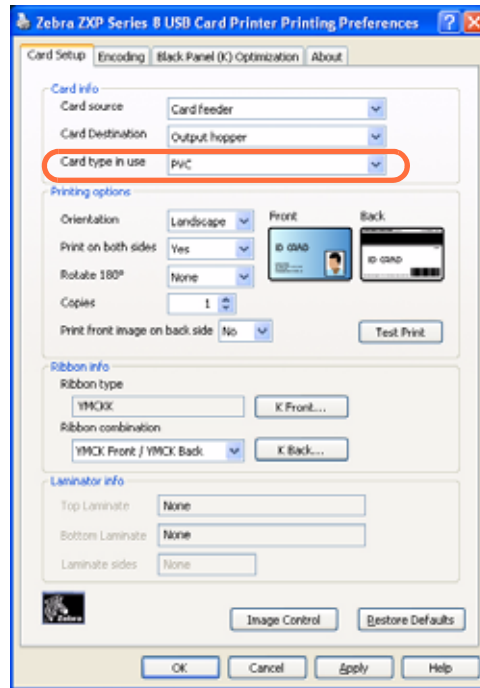 Zebra ZXP Series 8 USB Card Printer Printing Preferences
Card Setup Encoding Black Panel (K) Optimization About
Card info
Card source Card feeder
Card Destination Output hopper
Card type in use PVC
Printing options
Orientation Landscape Front Back
Print on both sides Yes
ID CARD ID CARD
Rotate 180° None
Copies 1
Print front image on back side No Test Print
Ribbon info
Ribbon type
YMCKK K Front...
Ribbon combination
YMCK Front / YMCK Back K Back...
Laminator info
Top Laminate None
Bottom Laminate None
Laminate sides None
Zebra
Image Control Restore Defaults
OK Cancel Apply Help